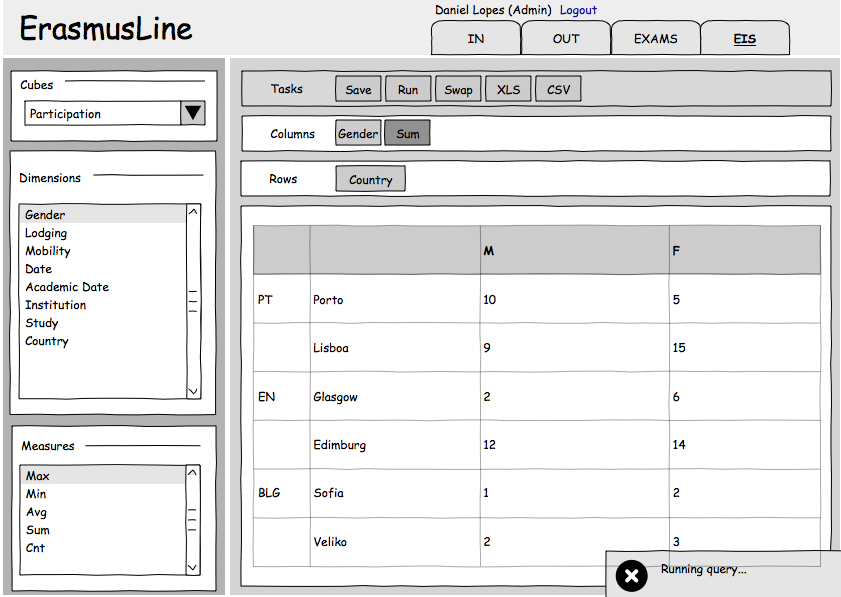 Daniel Lopes (Admin) Logout
ErasmusLine
IN OUT EXAMS EIS
Cubes
Participation
Dimensions
Gender
Lodging
Mobility
Date
Academic Date
Institution
Study
Country
Measures
Max
Min
Avg
Sum
Cnt
Tasks Save Run Swap XLS CSV
Columns Gender Sum
Rows Country
M F
PT Porto 10 5
Lisboa 9 15
EN Glasgow 2 6
Edimburg 12 14
BLG Sofia 1 2
Veliko 2 3
Running query...